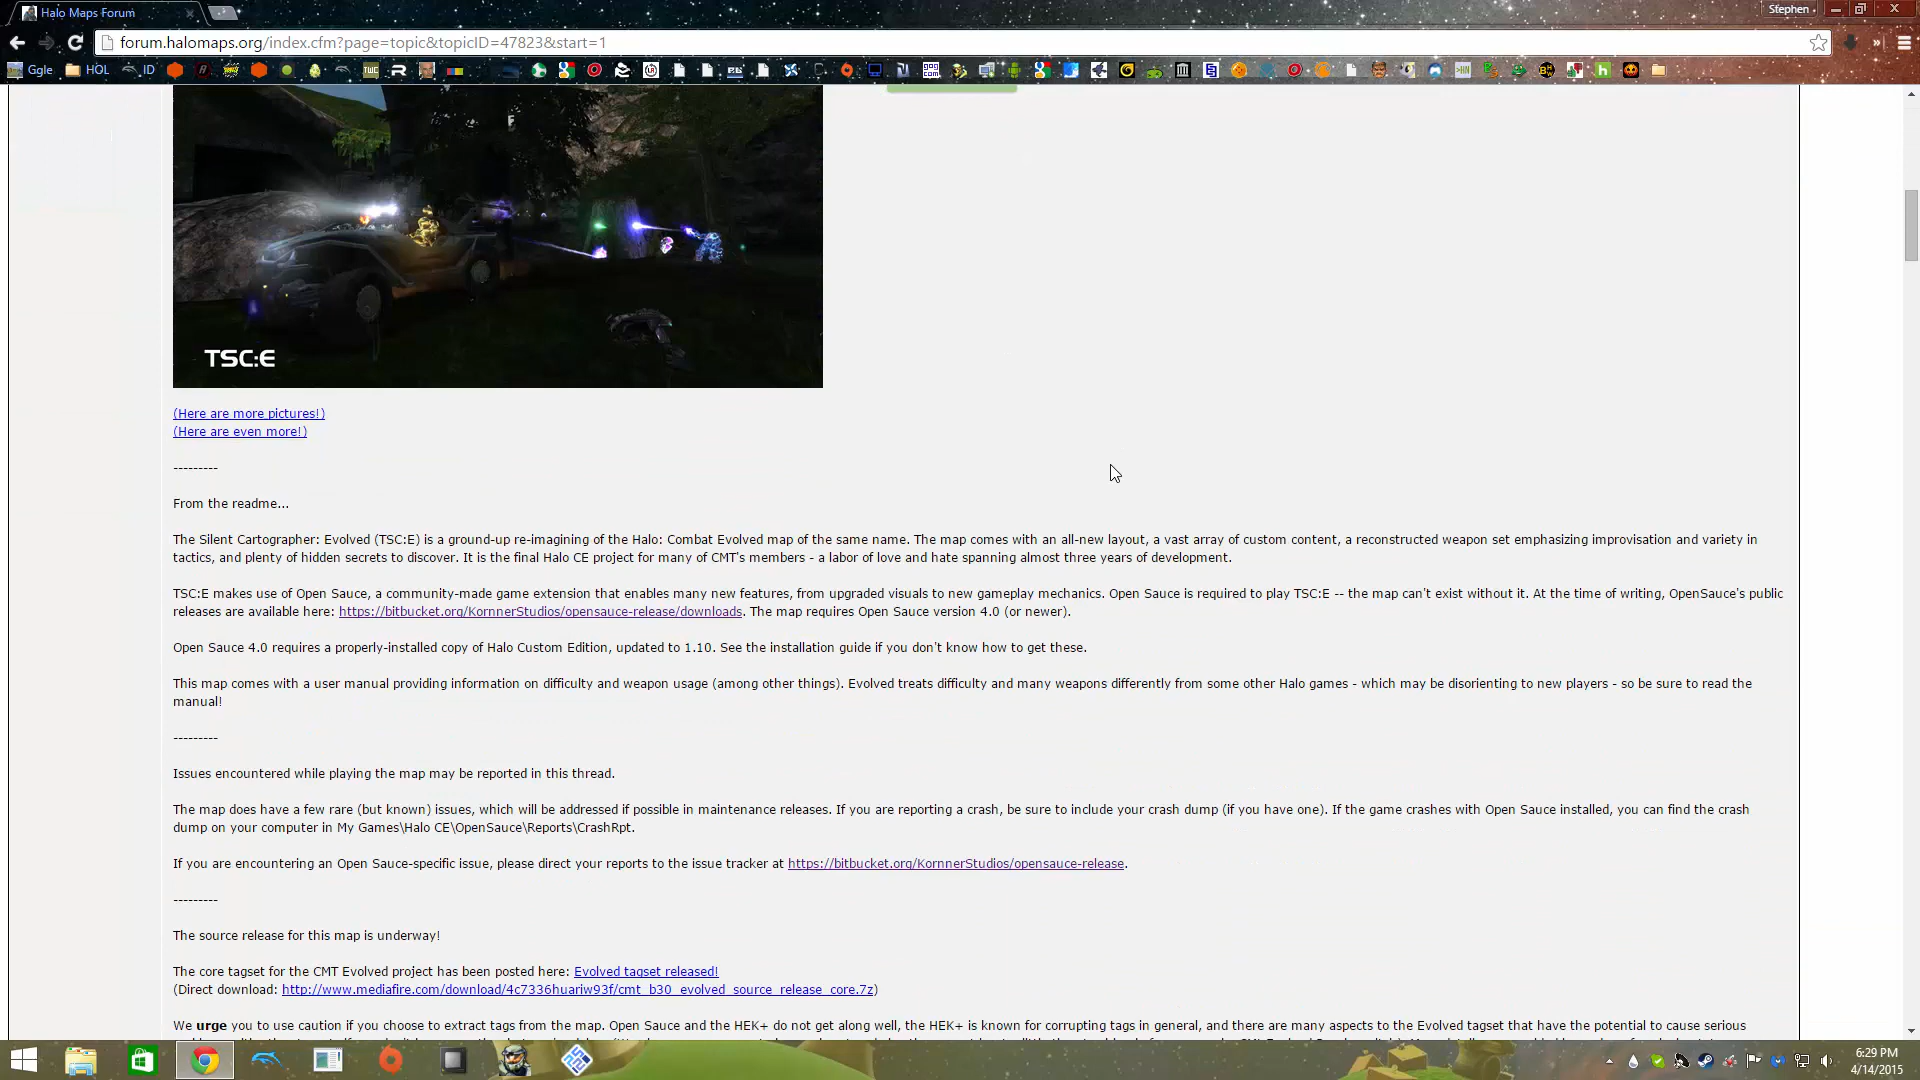 Halo Maps Forum
Stephen
forum.halomaps.org/index.cfm?page=topic&topicID=47823&start=1
Ggle
HOL
ID
TSC:E
(Here are more pictures!)
(Here are even more!)
---------
From the readme...
The Silent Cartographer: Evolved (TSC:E) is a ground-up re-imagining of the Halo: Combat Evolved map of the same name. The map comes with an all-new layout, a vast array of custom content, a reconstructed weapon set emphasizing improvisation and variety in
tactics, and plenty of hidden secrets to discover. It is the final Halo CE project for many of CMT's members - a labor of love and hate spanning almost three years of development.
TSC:E makes use of Open Sauce, a community-made game extension that enables many new features, from upgraded visuals to new gameplay mechanics. Open Sauce is required to play TSC:E -- the map can't exist without it. At the time of writing, OpenSauce's public
releases are available here: https://bitbucket.org/KornnerStudios/opensauce-release/downloads. The map requires Open Sauce version 4.0 (or newer).
Open Sauce 4.0 requires a properly-installed copy of Halo Custom Edition, updated to 1.10. See the installation guide if you don't know how to get these.
This map comes with a user manual providing information on difficulty and weapon usage (among other things). Evolved treats difficulty and many weapons differently from some other Halo games - which may be disorienting to new players - so be sure to read the
manual!
---------
Issues encountered while playing the map may be reported in this thread.
The map does have a few rare (but known) issues, which will be addressed if possible in maintenance releases. If you are reporting a crash, be sure to include your crash dump (if you have one). If the game crashes with Open Sauce installed, you can find the crash
dump on your computer in My Games\Halo CE\OpenSauce\Reports\CrashRpt.
If you are encountering an Open Sauce-specific issue, please direct your reports to the issue tracker at https://bitbucket.org/KornnerStudios/opensauce-release.
---------
The source release for this map is underway!
The core tagset for the CMT Evolved project has been posted here: Evolved tagset released!
(Direct download: http://www.mediafire.com/download/4c7336huariw93f/cmt_b30_evolved_source_release_core.7z)
We urge you to use caution if you choose to extract tags from the map. Open Sauce and the HEK+ do not get along well, the HEK+ is known for corrupting tags in general, and there are many aspects to the Evolved tagset that have the potential to cause serious
6:29 PM
4/14/2015